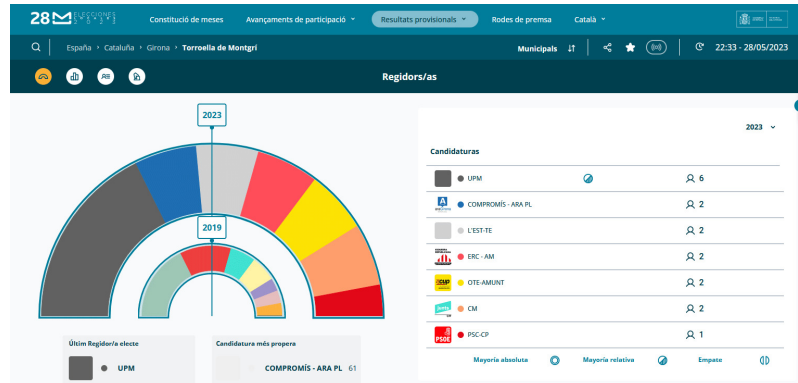 28M ELECCIONES 2023 Constitució de meses Avançaments de participació Resultats provisionals Rodes de premsa Català
España › Cataluña › Girona › Torroella de Montgrí Municipals 22:33 - 28/05/2023
Regidors/as
2023
2019
Últim Regidor/a electe
UPM
Candidatura més propera
COMPROMÍS - ARA PL 61
2023
Candidaturas
UPM 6
COMPROMÍS - ARA PL 2
L'EST-TE 2
ERC - AM 2
OTE-AMUNT 2
CM 2
PSOE PSC-CP 1
Mayoría absoluta Mayoría relativa Empate